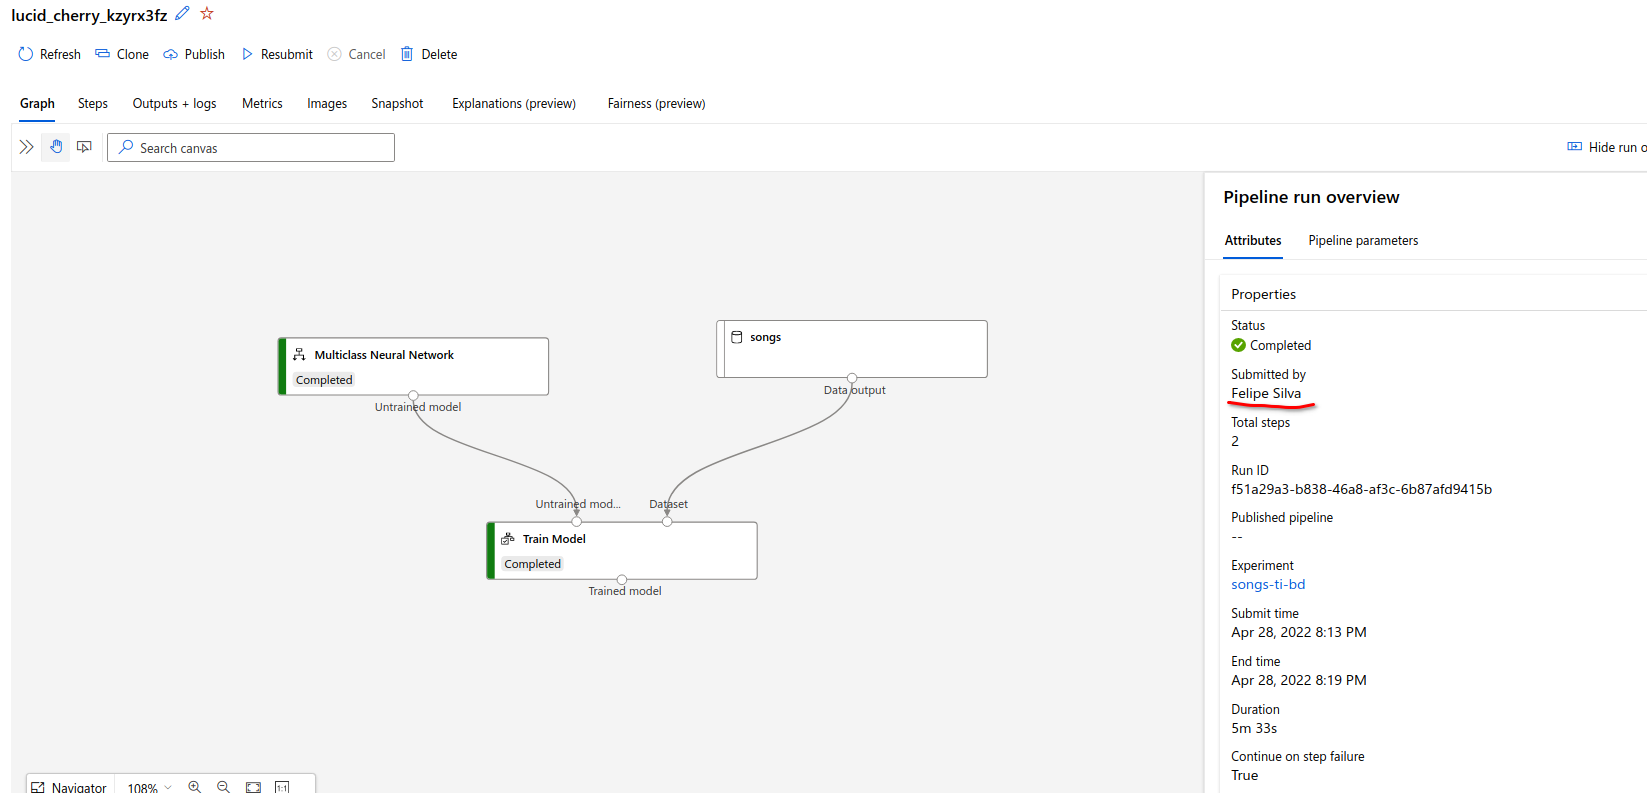 lucid_cherry_kzyrx3fz
Refresh Clone Publish Resubmit Cancel Delete
Graph Steps Outputs + logs Metrics Images Snapshot Explanations (preview) Fairness (preview)
Search canvas
Hide run o
Multiclass Neural Network
Completed
Untrained model
songs
Data output
Untrained mod...
Dataset
Train Model
Completed
Trained model
Navigator 108% 1:1
Pipeline run overview
Attributes Pipeline parameters
Properties
Status
Completed
Submitted by
Felipe Silva
Total steps
2
Run ID
f51a29a3-b838-46a8-af3c-6b87afd9415b
Published pipeline
--
Experiment
songs-ti-bd
Submit time
Apr 28, 2022 8:13 PM
End time
Apr 28, 2022 8:19 PM
Duration
5m 33s
Continue on step failure
True